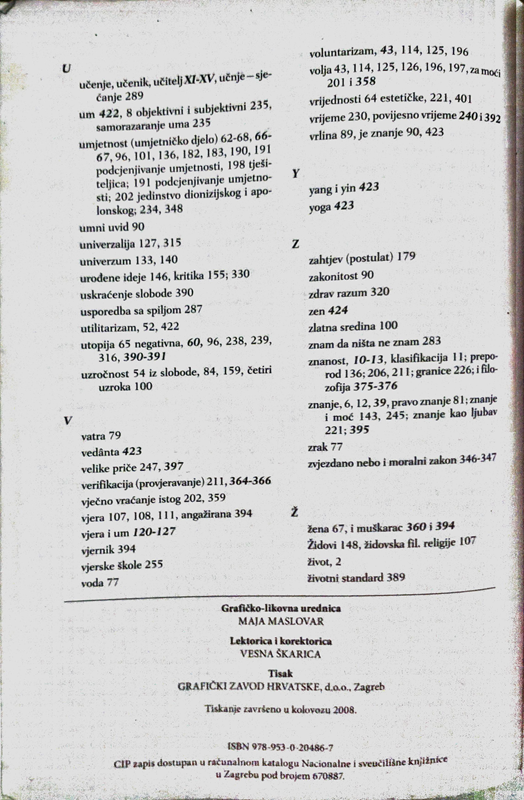 U
učenje, učenik, učitelj XI-XV, učnje – sje-
ćanje 289
um 422, 8 objektivni i subjektivni 235,
samorazaranje uma 235
umjetnost (umjetničko djelo) 62-68, 66-
67, 96, 101, 136, 182, 183, 190, 191
podcjenjivanje umjetnosti, 198 tješi-
teljica; 191 podcjenjivanje umjetno-
sti; 202 jedinstvo dionizijskog i apo-
lonskog; 234, 348
umni uvid 90
univerzalija 127, 315
univerzum 133, 140
urođene ideje 146, kritika 155; 330
uskraćenje slobode 390
usporedba sa spiljom 287
utilitarizam, 52, 422
utopija 65 negativna, 60, 96, 238, 239,
316, 390-391
uzročnost 54 iz slobode, 84, 159, četiri
uzroka 100
V
vatra 79
vedânta 423
velike priče 247, 397
verifikacija (provjeravanje) 211, 364-366
vječno vraćanje istog 202, 359
vjera 107, 108, 111, angažirana 394
vjera i um 120-127
vjernik 394
vjerske škole 255
voda 77
voluntarizam, 43, 114, 125, 196
volja 43, 114, 125, 126, 196, 197, za moći
201 i 358
vrijednosti 64 estetičke, 221, 401
vrijeme 230, povijesno vrijeme 240 i 392
vrlina 89, je znanje 90, 423
Y
yang i yin 423
yoga 423
Z
zahtjev (postulat) 179
zakonitost 90
zdrav razum 320
zen 424
zlatna sredina 100
znam da ništa ne znam 283
znanost, 10-13, klasifikacija 11; prepo-
rod 136; 206, 211; granice 226; i filo-
zofija 375-376
znanje, 6, 12, 39, pravo znanje 81; znanje
i moć 143, 245; znanje kao ljubav
221; 395
zrak 77
zvjezdano nebo i moralni zakon 346-347
Ž
žena 67, i muškarac 360 i 394
Židovi 148, židovska fil. religije 107
život, 2
životni standard 389
Grafičko-likovna urednica
MAJA MASLOVAR
Lektorica i korektorica
VESNA ŠKARICA
Tisak
GRAFIČKI ZAVOD HRVATSKE, d.o.o., Zagreb
Tiskanje završeno u kolovozu 2008.
ISBN 978-953-0-20486-7
CIP zapis dostupan u računalnom katalogu Nacionalne i sveučilišne knjižnice
u Zagrebu pod brojem 670887.